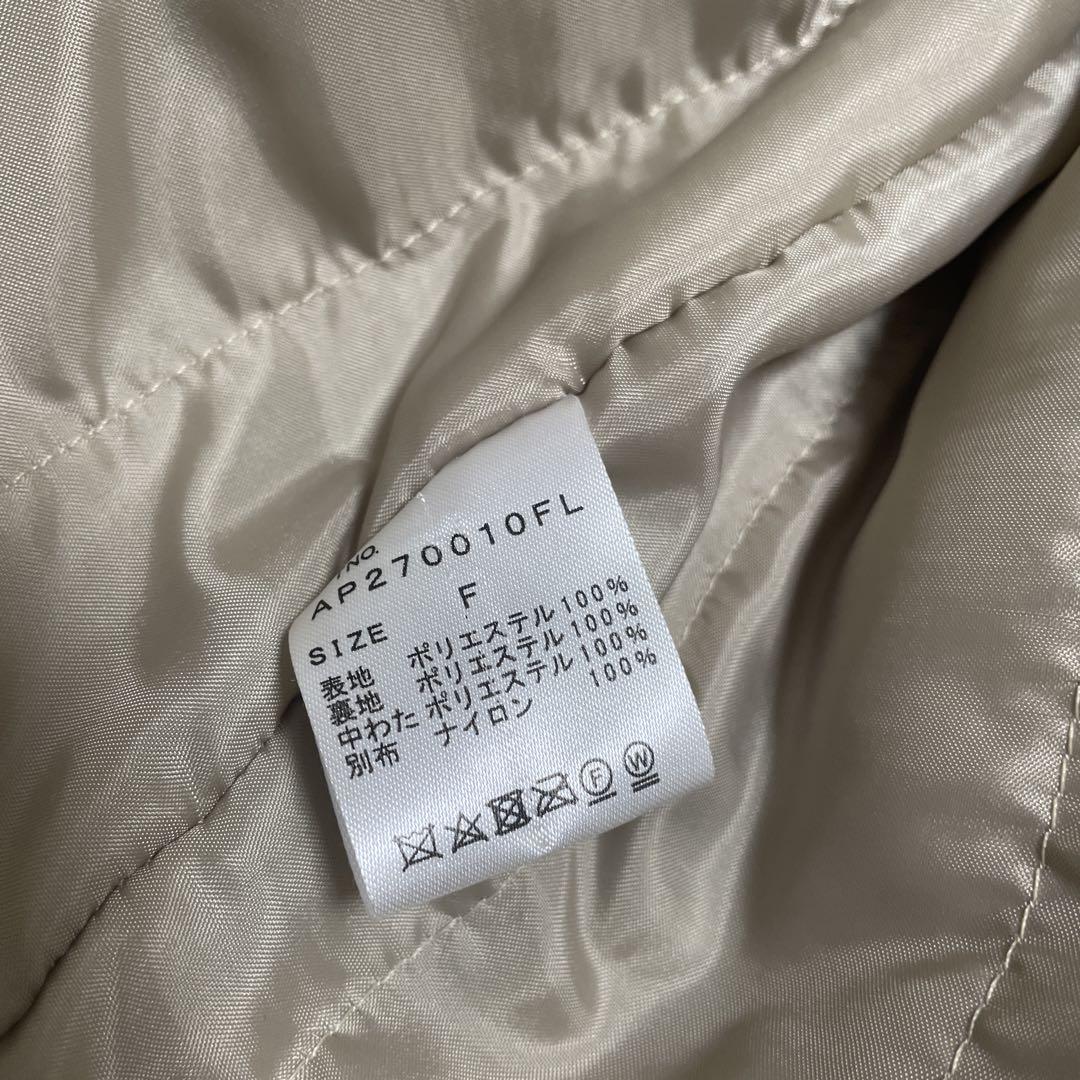 NO.
AP270010FL
SIZE F
表地 ポリエステル100%
裏地 ポリエステル100%
中わた ポリエステル100%
別布 ナイロン 100%
F W